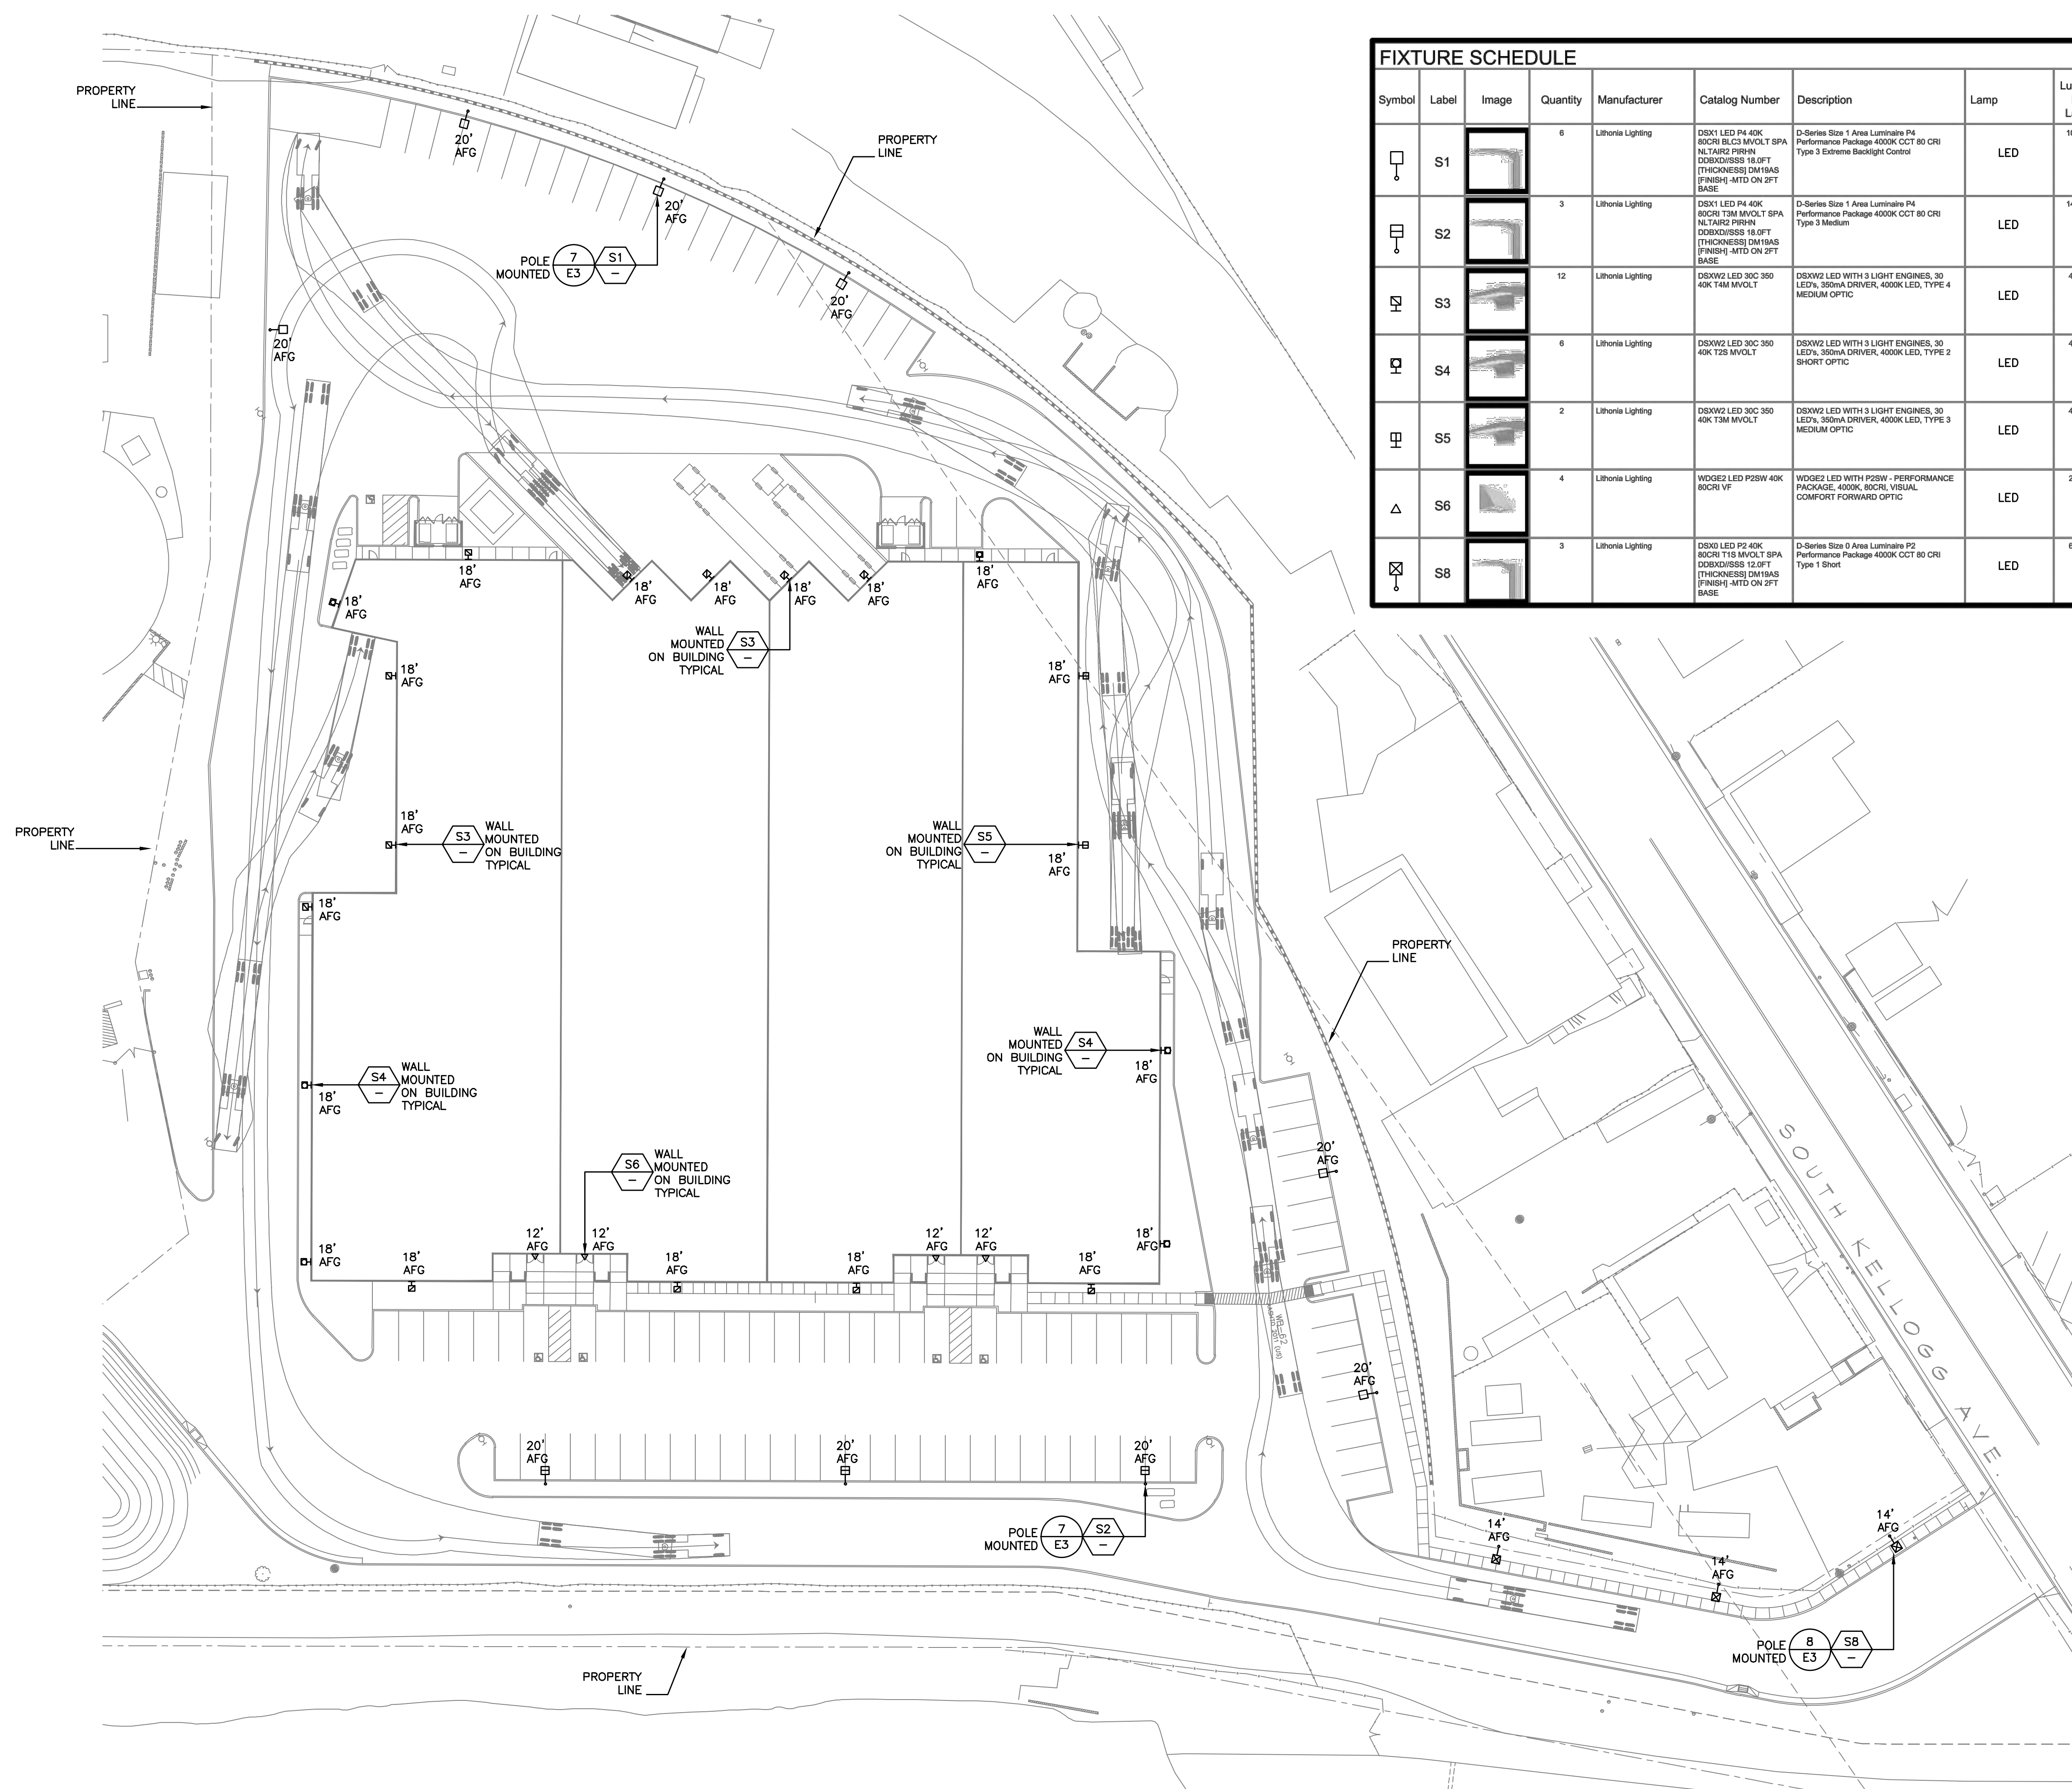 FIXTURE SCHEDULE
Symbol Label Image Quantity Manufacturer Catalog Number Description Lamp
S1 6 Lithonia Lighting LED
DSX1 LED P4 40K
80CRI BLC3 MVOLT SPA
NLTAIR2 PIRHN
DDBXD//SSS 18.0FT
[THICKNESS] DM19AS
[FINISH] -MTD ON 2FT
BASE
D-Series Size 1 Area Luminaire P4
Performance Package 4000K CCT 80 CRI
Type 3 Extreme Backlight Control
S2 3 Lithonia Lighting LED
DSX1 LED P4 40K
80CRI T3M MVOLT SPA
NLTAIR2 PIRHN
DDBXD//SSS 18.0FT
[THICKNESS] DM19AS
[FINISH] -MTD ON 2FT
BASE
D-Series Size 1 Area Luminaire P4
Performance Package 4000K CCT 80 CRI
Type 3 Medium
S3 12 Lithonia Lighting LED
DSXW2 LED 30C 350
40K T4M MVOLT
DSXW2 LED WITH 3 LIGHT ENGINES, 30
LED's, 350mA DRIVER, 4000K LED, TYPE 4
MEDIUM OPTIC
S4 6 Lithonia Lighting LED
DSXW2 LED 30C 350
40K T2S MVOLT
DSXW2 LED WITH 3 LIGHT ENGINES, 30
LED's, 350mA DRIVER, 4000K LED, TYPE 2
SHORT OPTIC
S5 2 Lithonia Lighting LED
DSXW2 LED 30C 350
40K T3M MVOLT
DSXW2 LED WITH 3 LIGHT ENGINES, 30
LED's, 350mA DRIVER, 4000K LED, TYPE 3
MEDIUM OPTIC
S6 4 Lithonia Lighting LED
WDGE2 LED P2SW 40K
80CRI VF
WDGE2 LED WITH P2SW - PERFORMANCE
PACKAGE, 4000K, 80CRI, VISUAL
COMFORT FORWARD OPTIC
S8 3 Lithonia Lighting LED
DSX0 LED P2 40K
80CRI T1S MVOLT SPA
DDBXD//SSS 12.0FT
[THICKNESS] DM19AS
[FINISH] -MTD ON 2FT
BASE
D-Series Size 0 Area Luminaire P2
Performance Package 4000K CCT 80 CRI
Type 1 Short
PROPERTY
LINE
20'
AFG
PROPERTY
LINE
20'
AFG
POLE
MOUNTED
7
E3
S1
–
20'
AFG
20'
AFG
18'
AFG
18'
AFG
18'
AFG
18'
AFG
18'
AFG
18'
AFG
18'
AFG
WALL
MOUNTED
ON BUILDING
TYPICAL
S3
–
18'
AFG
18'
AFG
18'
AFG
S3
–
WALL
MOUNTED
ON BUILDING
TYPICAL
WALL
MOUNTED
ON BUILDING
TYPICAL
S5
–
18'
AFG
PROPERTY
LINE
18'
AFG
PROPERTY
LINE
WALL
MOUNTED
ON BUILDING
TYPICAL
S4
–
18'
AFG
S4
–
WALL
MOUNTED
ON BUILDING
TYPICAL
18'
AFG
20'
AFG
S6
–
WALL
MOUNTED
ON BUILDING
TYPICAL
12'
AFG
12'
AFG
12'
AFG
12'
AFG
18'
AFG
18'
AFG
18'
AFG
18'
AFG
18'
AFG
18'
AFG
WB-62
SOUTH KELLOGG AVE.
20'
AFG
20'
AFG
20'
AFG
20'
AFG
POLE
MOUNTED
7
E3
S2
–
14'
AFG
14'
AFG
14'
AFG
POLE
MOUNTED
8
E3
S8
–
PROPERTY
LINE